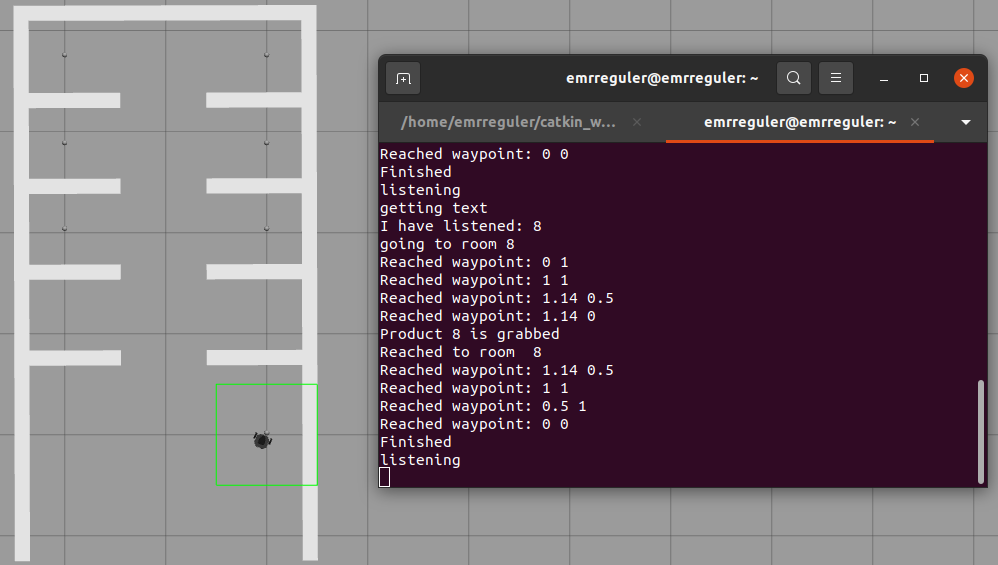 emrreguler@emrreguler: ~
/home/emrreguler/catkin_w...
emrreguler@emrreguler: ~
Reached waypoint: 0 0
Finished
listening
getting text
I have listened: 8
going to room 8
Reached waypoint: 0 1
Reached waypoint: 1 1
Reached waypoint: 1.14 0.5
Reached waypoint: 1.14 0
Product 8 is grabbed
Reached to room  8
Reached waypoint: 1.14 0.5
Reached waypoint: 1 1
Reached waypoint: 0.5 1
Reached waypoint: 0 0
Finished
listening